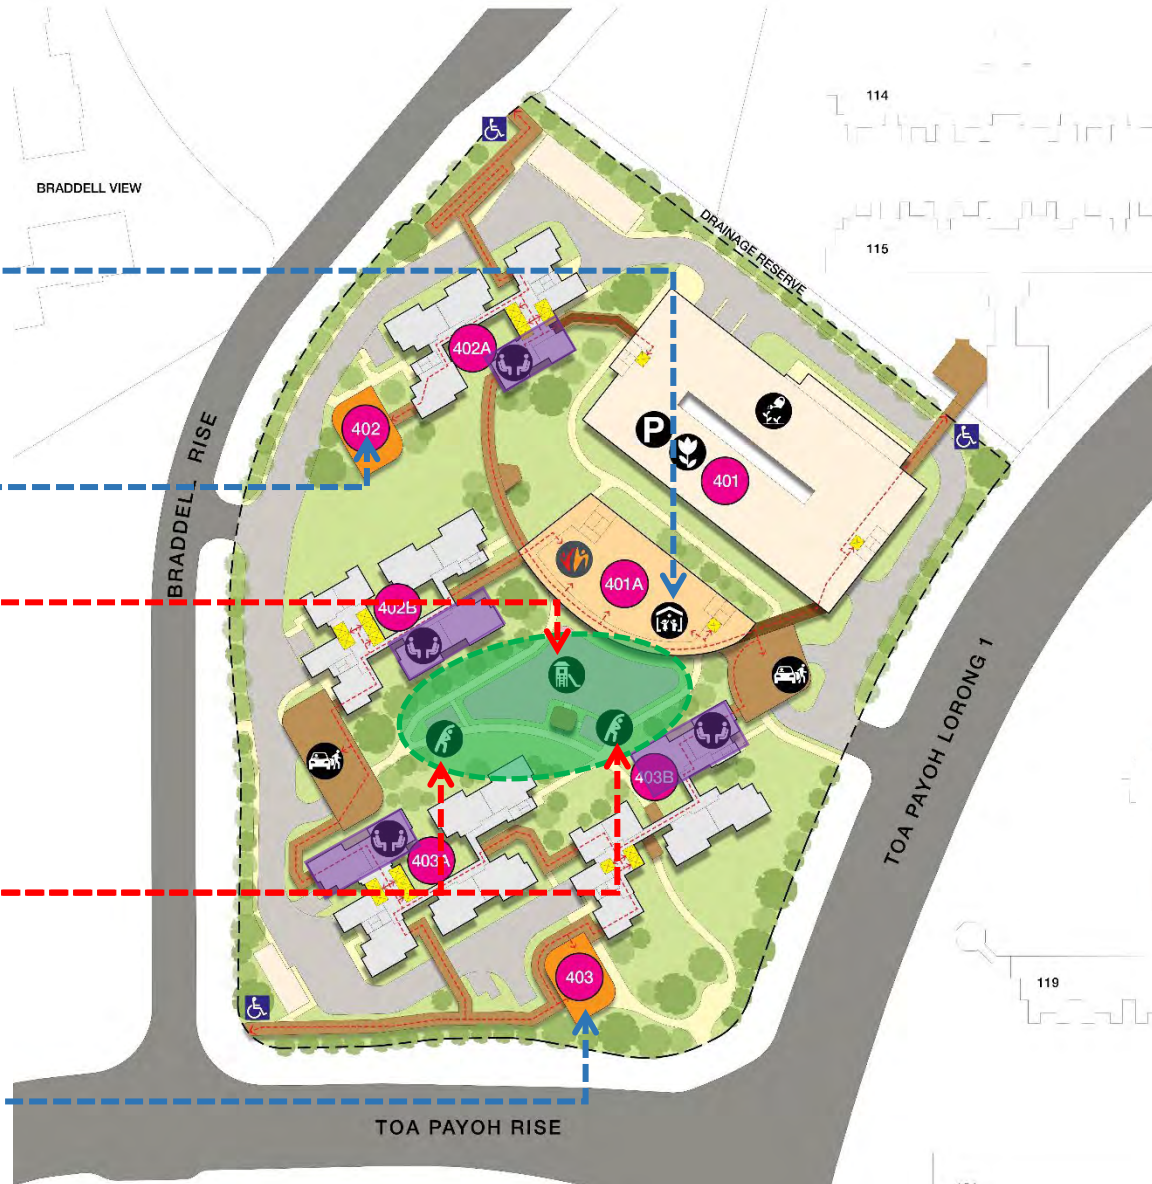 114
BRADDELL VIEW
DRAINAGE RESERVE
115
402A
402
P
401
BRADDELL RISE
401A
402B
403B
TOA PAYOH LORONG 1
403A
403
119
TOA PAYOH RISE